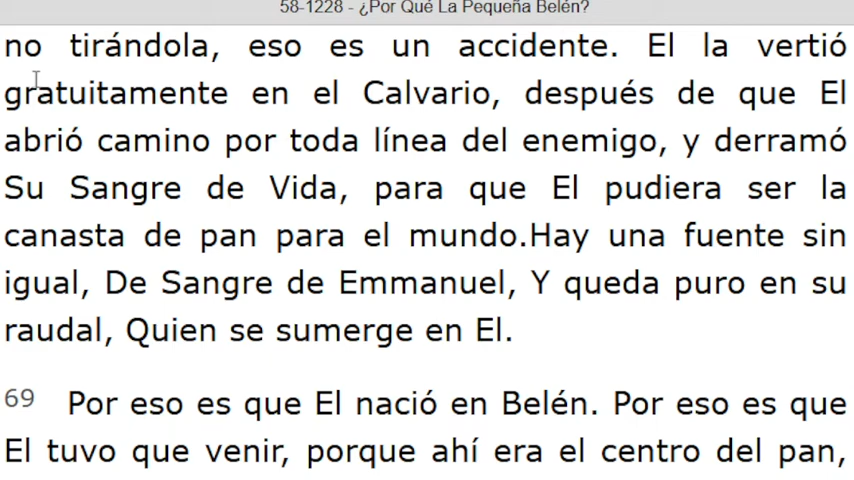 58-1228 - ¿Por Qué La Pequeña Belén?
no tirándola, eso es un accidente. El la vertió
gratuitamente en el Calvario, después de que El
abrió camino por toda línea del enemigo, y derramó
Su Sangre de Vida, para que El pudiera ser la
canasta de pan para el mundo.Hay una fuente sin
igual, De Sangre de Emmanuel, Y queda puro en su
raudal, Quien se sumerge en El.
69 Por eso es que El nació en Belén. Por eso es que
El tuvo que venir, porque ahí era el centro del pan,